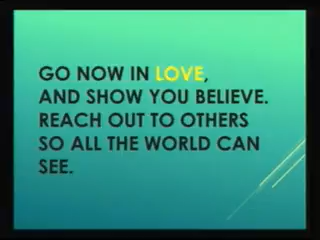 GO NOW IN LOVE,
AND SHOW YOU BELIEVE.
REACH OUT TO OTHERS
SO ALL THE WORLD CAN
SEE.